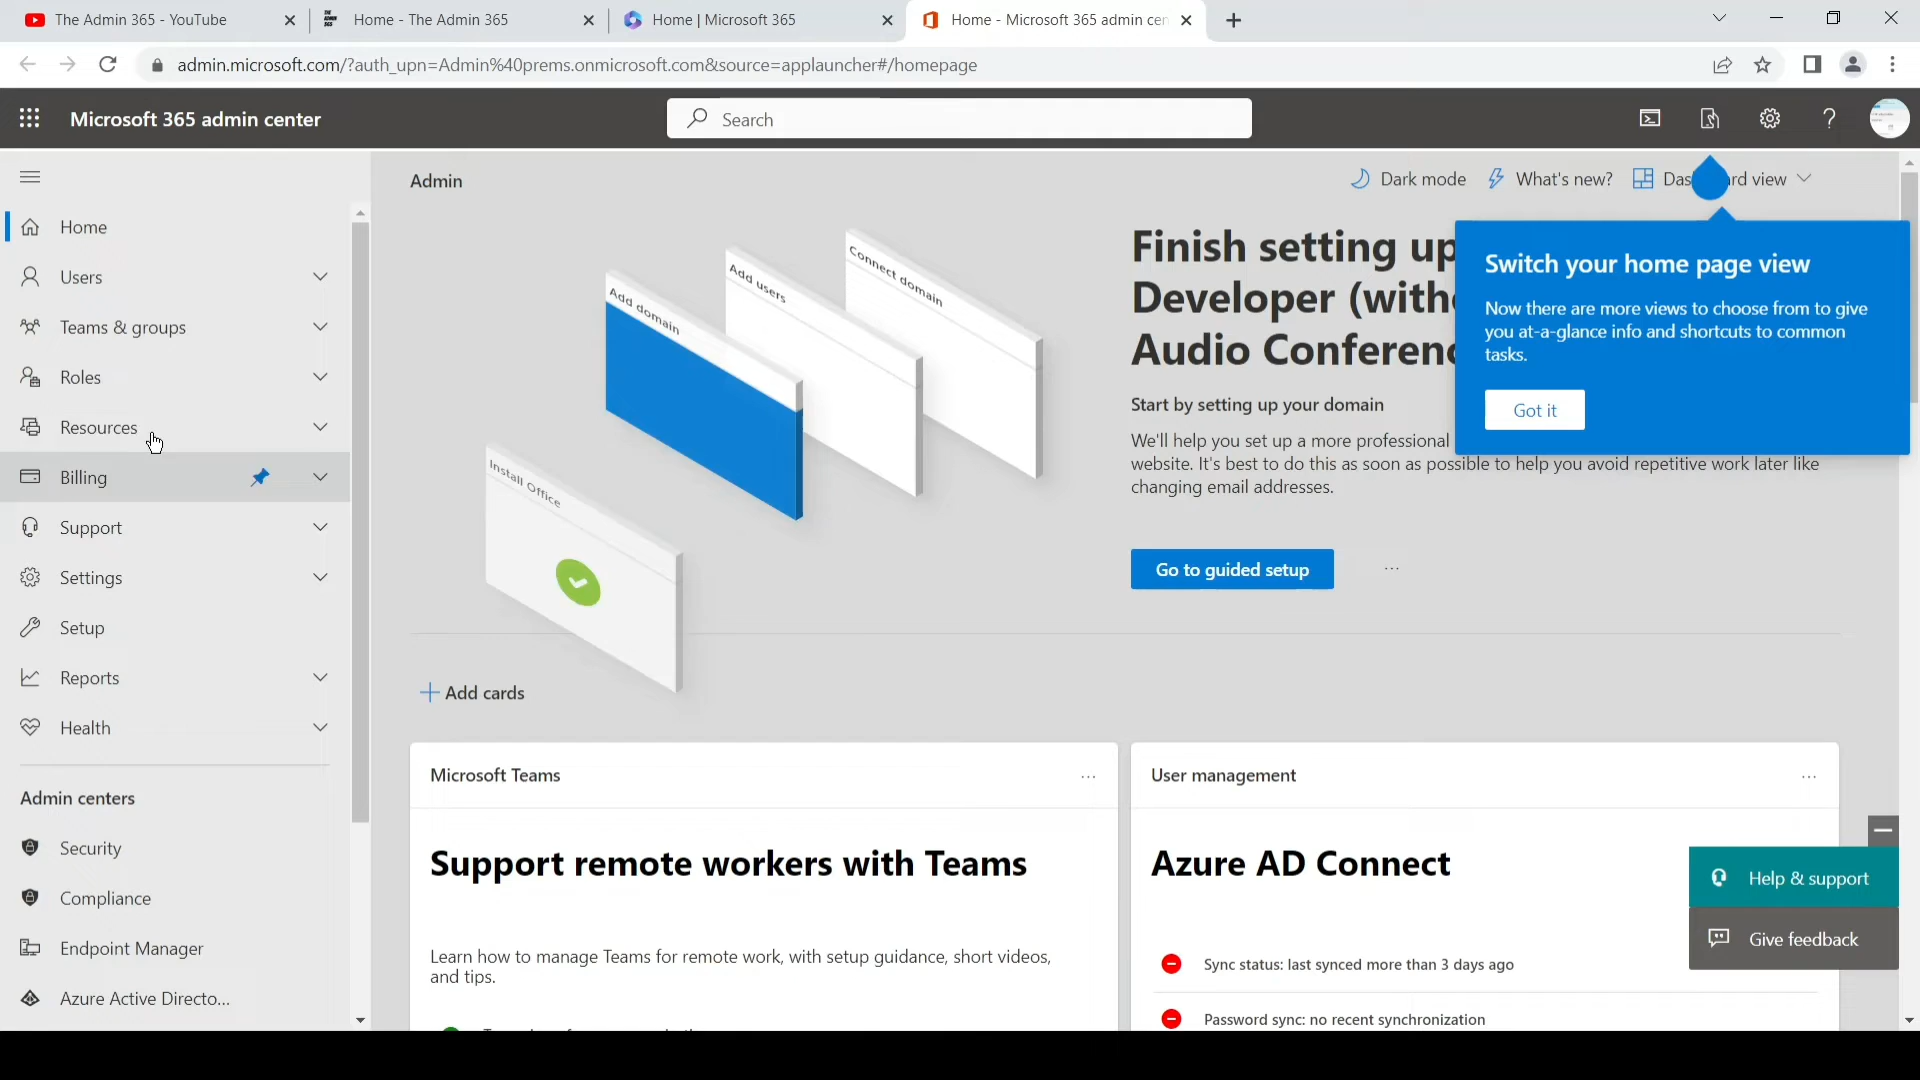 The Admin 365 - YouTube
Home - The Admin 365
Home | Microsoft 365
Home - Microsoft 365 admin cen
admin.microsoft.com/?auth_upn=Admin%40prems.onmicrosoft.com&source=applauncher#/homepage
Microsoft 365 admin center
Search
Admin
Dark mode
What's new?
Das rd view
Home
Users
Teams & groups
Roles
Resources
Billing
Support
Settings
Setup
Reports
Health
Admin centers
Security
Compliance
Endpoint Manager
Azure Active Directo...
Connect domain
Add users
Add domain
Install Office
Finish setting up
Developer (with
Audio Conferenc
Start by setting up your domain
We'll help you set up a more professional
website. It's best to do this as soon as possible to help you avoid repetitive work later like
changing email addresses.
Go to guided setup
Switch your home page view
Now there are more views to choose from to give
you at-a-glance info and shortcuts to common
tasks.
Got it
Add cards
Microsoft Teams
Support remote workers with Teams
Learn how to manage Teams for remote work, with setup guidance, short videos,
and tips.
User management
Azure AD Connect
Sync status: last synced more than 3 days ago
Password sync: no recent synchronization
Help & support
Give feedback